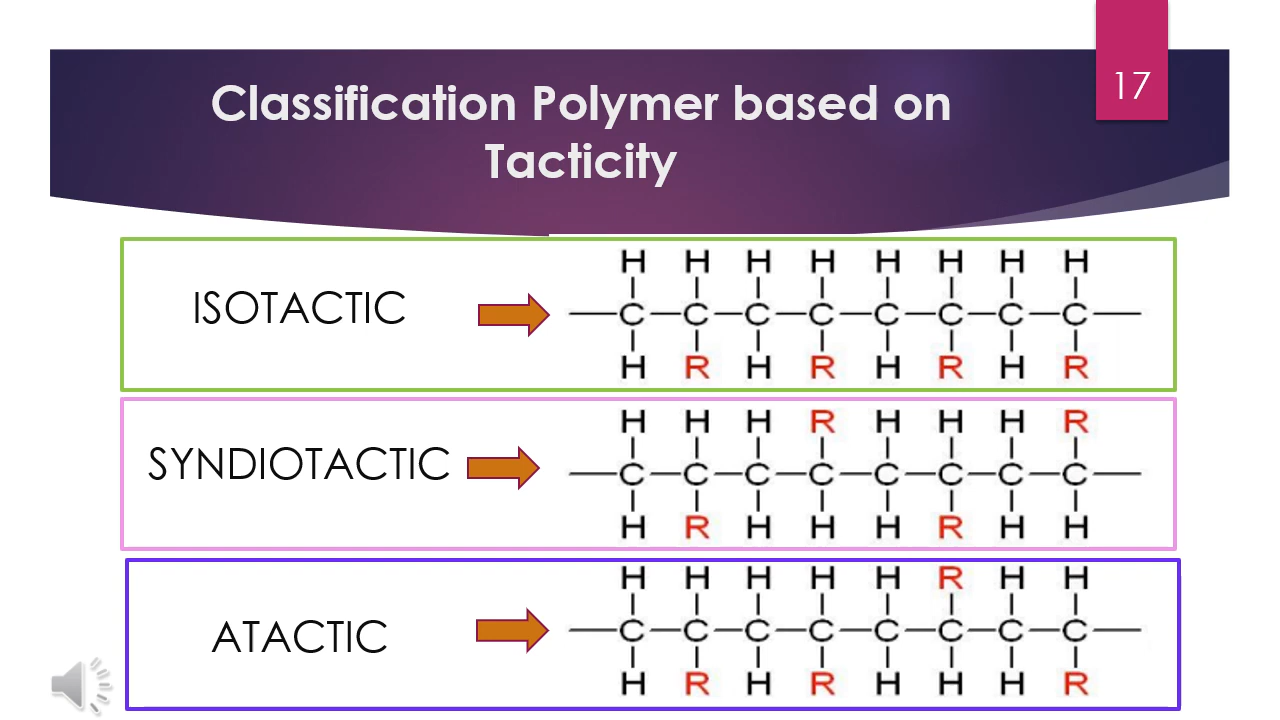 Classification Polymer based on
Tacticity
17
ISOTACTIC
H H H H H H H H
C C C C C C C C
H R H R H R H R
SYNDIOTACTIC
H H H R H H H R
C C C C C C C C
H R H H H R H H
ATACTIC
H H H H H R H H
C C C C C C C C
H R H R H H H R